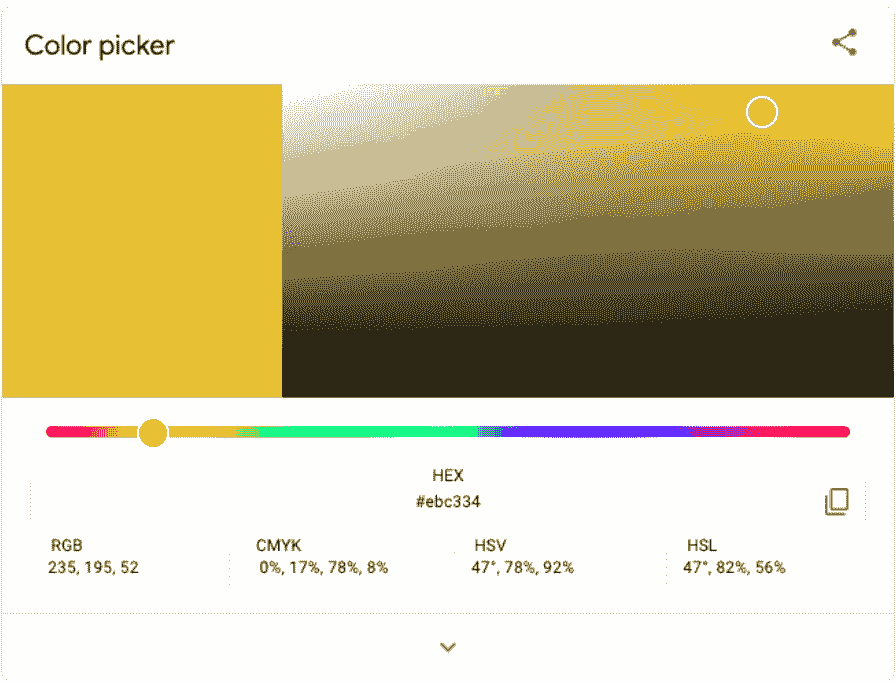 Color picker
HEX
#ebc334
RGB
235, 195, 52
CMYK
0%, 17%, 78%, 8%
HSV
47°, 78%, 92%
HSL
47°, 82%, 56%